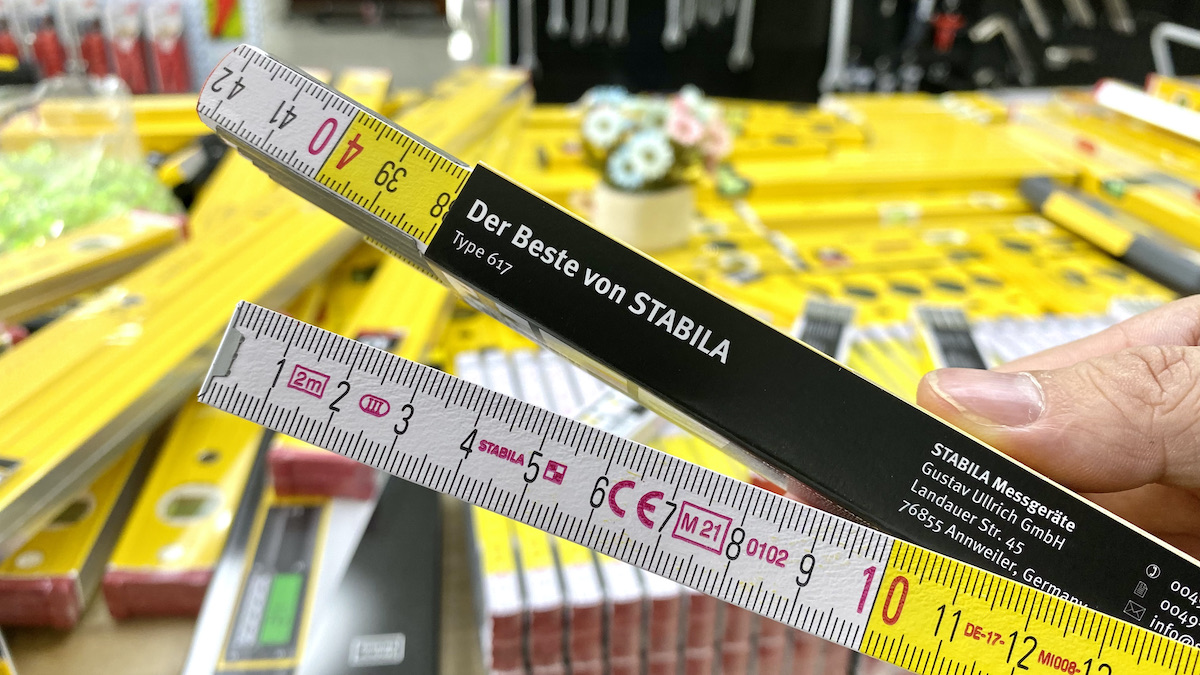 42 41 40 39 38
Der Beste von STABILA
Type 617
1 2m 2 III 3 4 STABILA 5 6 CE 7 M 21 8 0102 9 10 11 DE-17- 12 MI008-
STABILA Messgeräte
Gustav Ullrich GmbH
Landauer Str. 45
76855 Annweiler, Germany